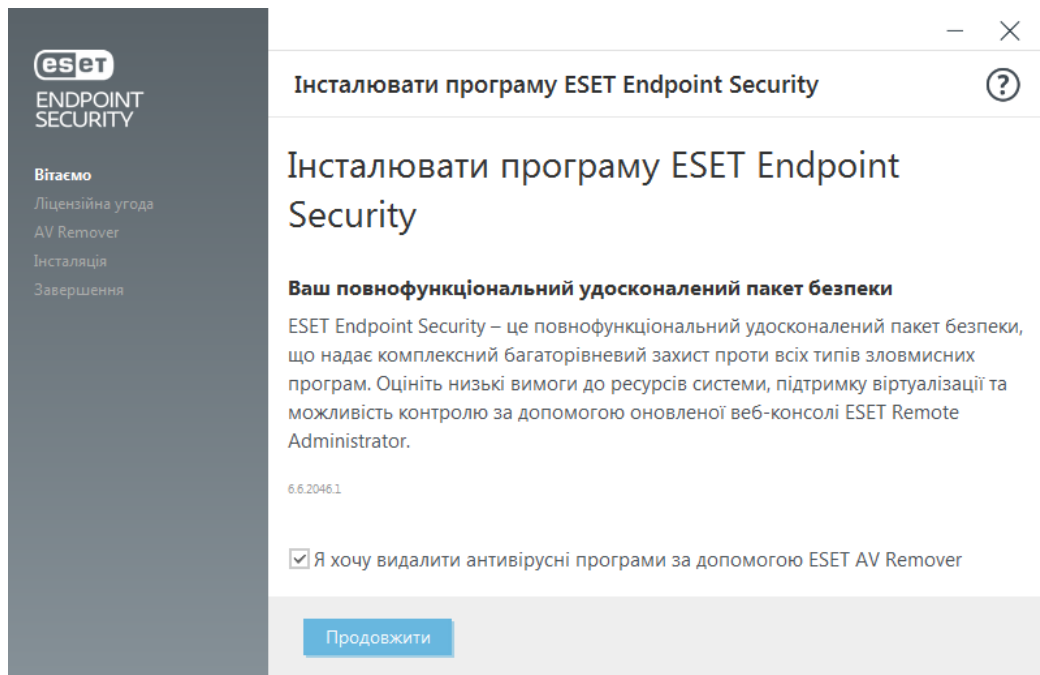 eset
ENDPOINT
SECURITY
Вітаємо
Ліцензійна угода
AV Remover
Інсталяція
Завершення
Інсталювати програму ESET Endpoint Security
?
Інсталювати програму ESET Endpoint
Security
Ваш повнофункціональний удосконалений пакет безпеки
ESET Endpoint Security – це повнофункціональний удосконалений пакет безпеки,
що надає комплексний багаторівневий захист проти всіх типів зловмисних
програм. Оцініть низькі вимоги до ресурсів системи, підтримку віртуалізації та
можливість контролю за допомогою оновленої веб-консолі ESET Remote
Administrator.
6.6.2046.1
Я хочу видалити антивірусні програми за допомогою ESET AV Remover
Продовжити